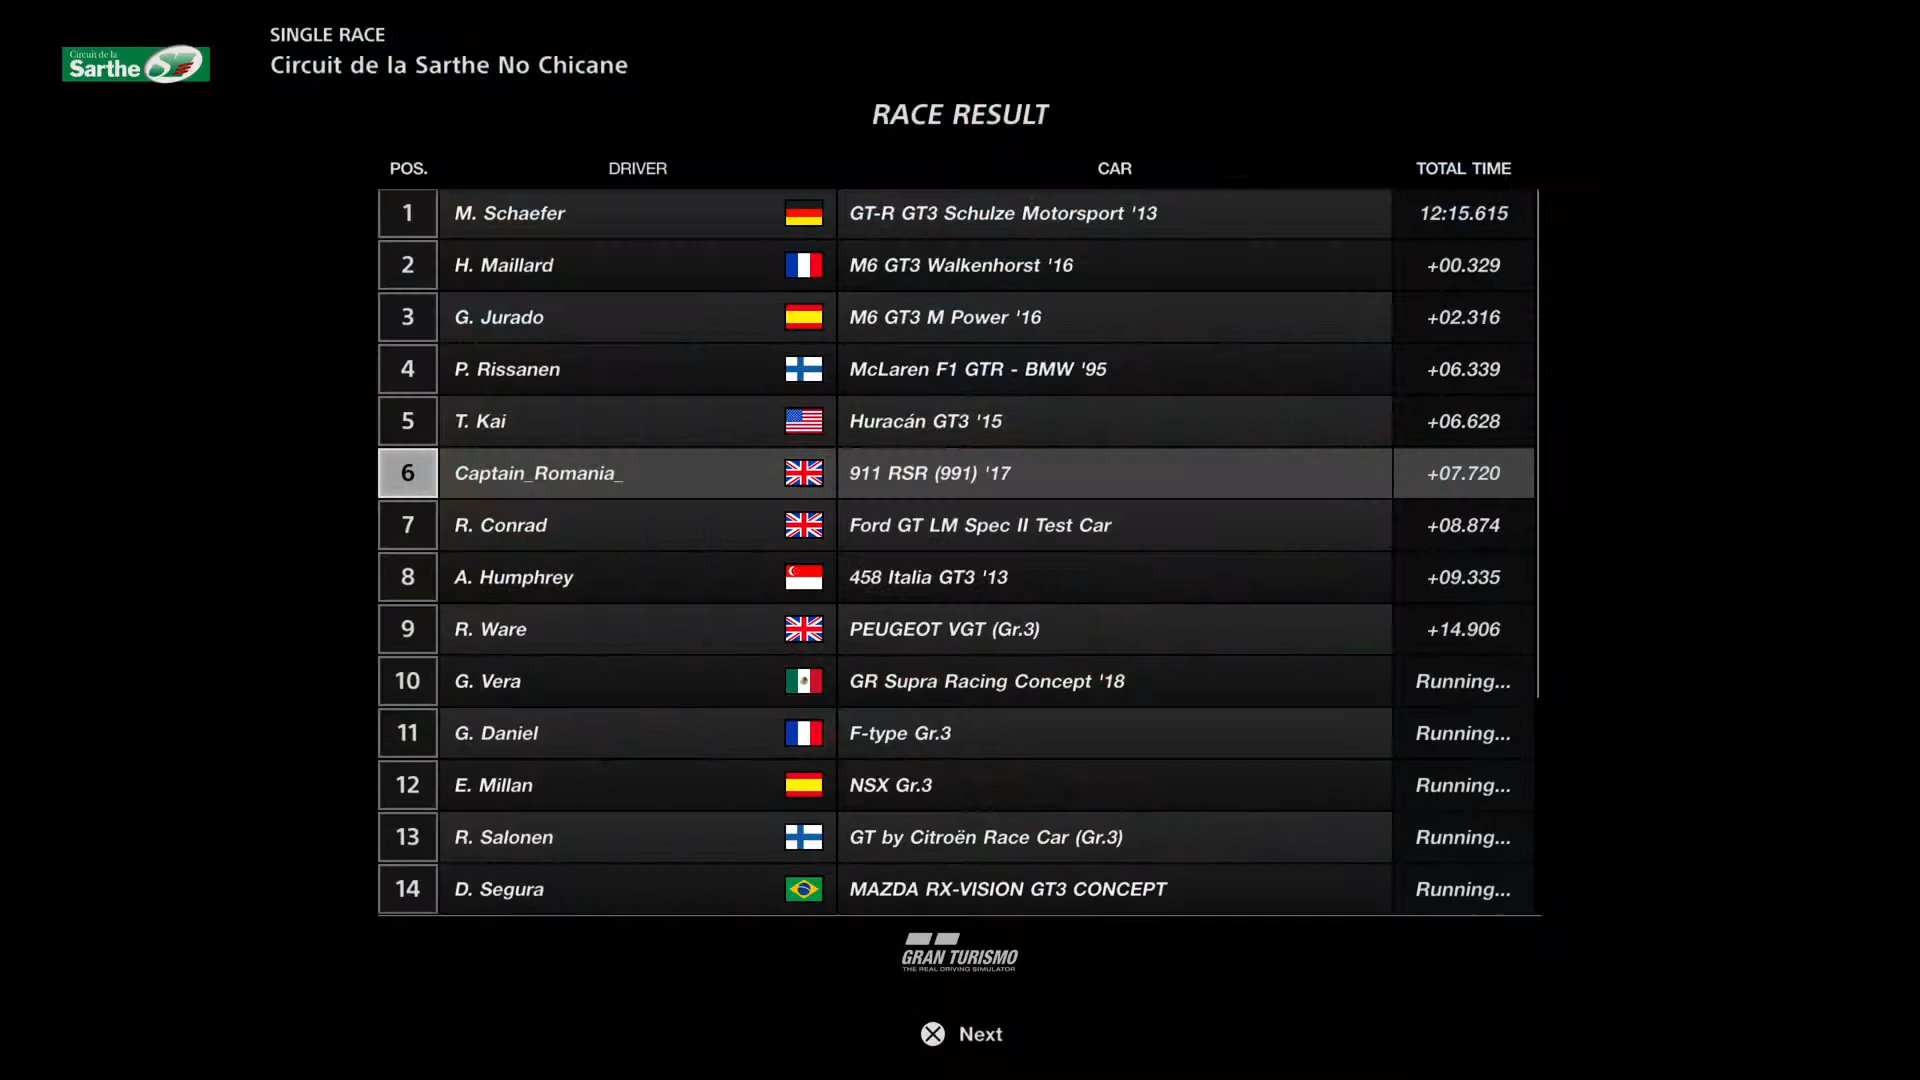 Circuit de la
Sarthe
SINGLE RACE
Circuit de la Sarthe No Chicane
RACE RESULT
POS. DRIVER CAR TOTAL TIME
1 M. Schaefer GT-R GT3 Schulze Motorsport '13 12:15.615
2 H. Maillard M6 GT3 Walkenhorst '16 +00.329
3 G. Jurado M6 GT3 M Power '16 +02.316
4 P. Rissanen McLaren F1 GTR - BMW '95 +06.339
5 T. Kai Huracán GT3 '15 +06.628
6 Captain_Romania_ 911 RSR (991) '17 +07.720
7 R. Conrad Ford GT LM Spec II Test Car +08.874
8 A. Humphrey 458 Italia GT3 '13 +09.335
9 R. Ware PEUGEOT VGT (Gr.3) +14.906
10 G. Vera GR Supra Racing Concept '18 Running...
11 G. Daniel F-type Gr.3 Running...
12 E. Millan NSX Gr.3 Running...
13 R. Salonen GT by Citroën Race Car (Gr.3) Running...
14 D. Segura MAZDA RX-VISION GT3 CONCEPT Running...
GRAN TURISMO
THE REAL DRIVING SIMULATOR
Next